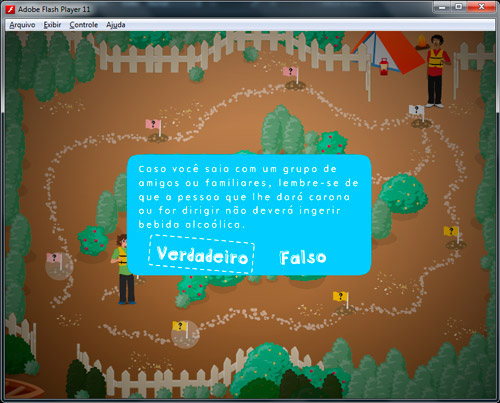 Adobe Flash Player 11
Arquivo Exibir Controle Ajuda
?
?
?
Caso você saia com um grupo de
amigos ou familiares, lembre-se de
que a pessoa que lhe dará carona
ou for dirigir não deverá ingerir
bebida alcoólica.
Verdadeiro Falso
?
?
?
?